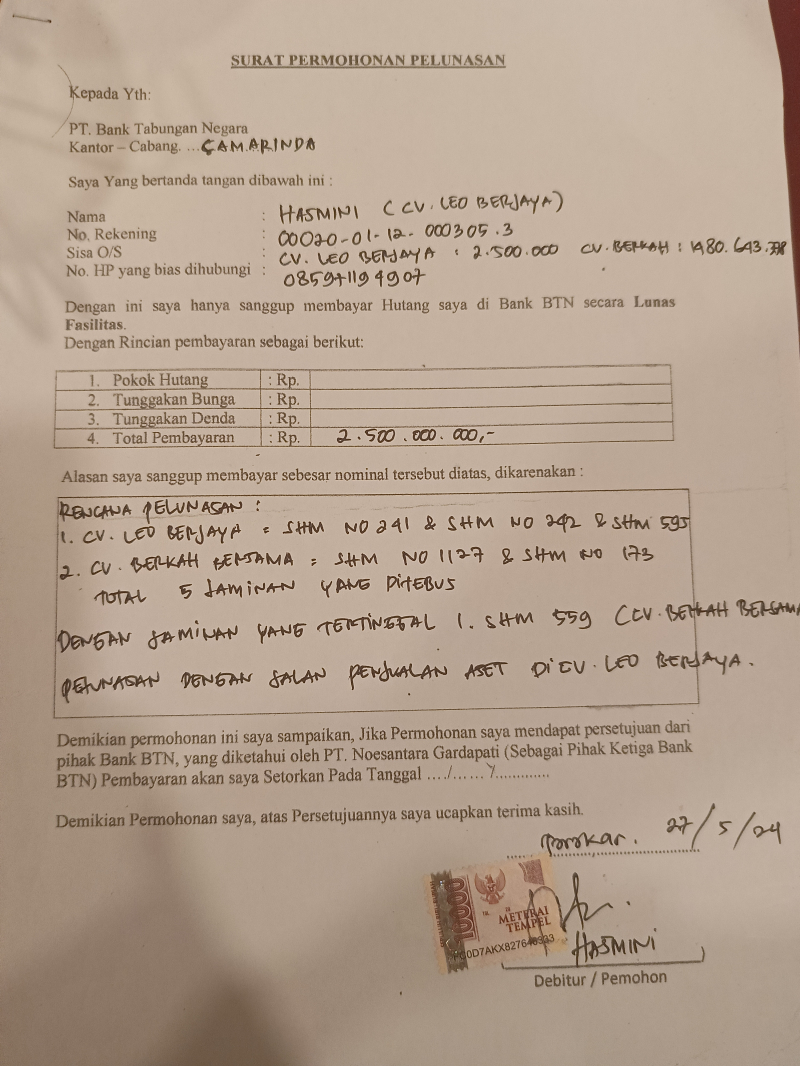 SURAT PERMOHONAN PELUNASAN
Kepada Yth:
PT. Bank Tabungan Negara
Kantor – Cabang. ... SAMARINDA
Saya Yang bertanda tangan dibawah ini :
Nama : HASMINI ( CV. LEO BERJAYA)
No. Rekening : 00020-01-12-000305.3
Sisa O/S : CV. LEO BERJAYA : 2.500.000 CV. BERKAH : 1480.643.
No. HP yang bias dihubungi :
Dengan ini saya hanya sanggup membayar Hutang saya di Bank BTN secara Lunas
Fasilitas.
Dengan Rincian pembayaran sebagai berikut:
1. Pokok Hutang : Rp.
2. Tunggakan Bunga : Rp.
3. Tunggakan Denda : Rp.
4. Total Pembayaran : Rp. 2.500.000.000,-
Alasan saya sanggup membayar sebesar nominal tersebut diatas, dikarenakan :
RENCANA PELUNASAN :
1. CV. LEO BERJAYA = SHM NO 241 & SHM NO 242 & SHM 595
2. CV. BERKAH BERSAMA = SHM NO 1127 & SHM NO 173
TOTAL 5 JAMINAN YANG DITEBUS
DENGAN JAMINAN YANG TERTINGGAL 1. SHM 559 (CV. BERKAH BERSAMA
PELUNASAN DENGAN JALAN PENJUALAN ASET DI CV. LEO BERJAYA.
Demikian permohonan ini saya sampaikan, Jika Permohonan saya mendapat persetujuan dari
pihak Bank BTN, yang diketahui oleh PT. Noesantara Gardapati (Sebagai Pihak Ketiga Bank
BTN) Pembayaran akan saya Setorkan Pada Tanggal ..../....../.............
Demikian Permohonan saya, atas Persetujuannya saya ucapkan terima kasih.
27/5/24
10000
METERAI
TEMPEL
HASMINI
Debitur / Pemohon